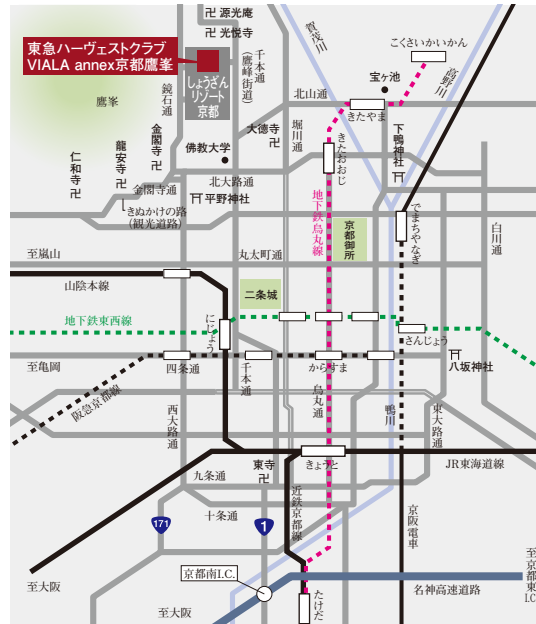 卍 源光庵
卍 光悦寺
東急ハーヴェストクラブ
VIALA annex京都鷹峯
しょうざん
リゾート
京都
千本通
(鷹峰街道)
賀茂川
こくさいかいかん
高野川
宝ヶ池
鷹峯
鏡石通
北山通
きたやま
金閣寺卍
大徳寺
卍
堀川通
きたおおじ
下鴨神社
龍安寺卍
佛教大学
仁和寺卍
北大路通
金閣寺通
平野神社
きぬかけの路
(観光道路)
地下鉄烏丸線
京都御所
でまちやなぎ
白川通
至嵐山
丸太町通
山陰本線
二条城
地下鉄東西線
にじょう
さんじょう
至亀岡
四条通
からすま
八坂神社
阪急京都線
千本通
烏丸通
鴨川
西大路通
東大路通
東寺
卍
きょうと
JR東海道線
九条通
近鉄京都線
十条通
171
1
京阪電車
京都南I.C.
至京都東I.C.
至大阪
名神高速道路
たけだ
至大阪